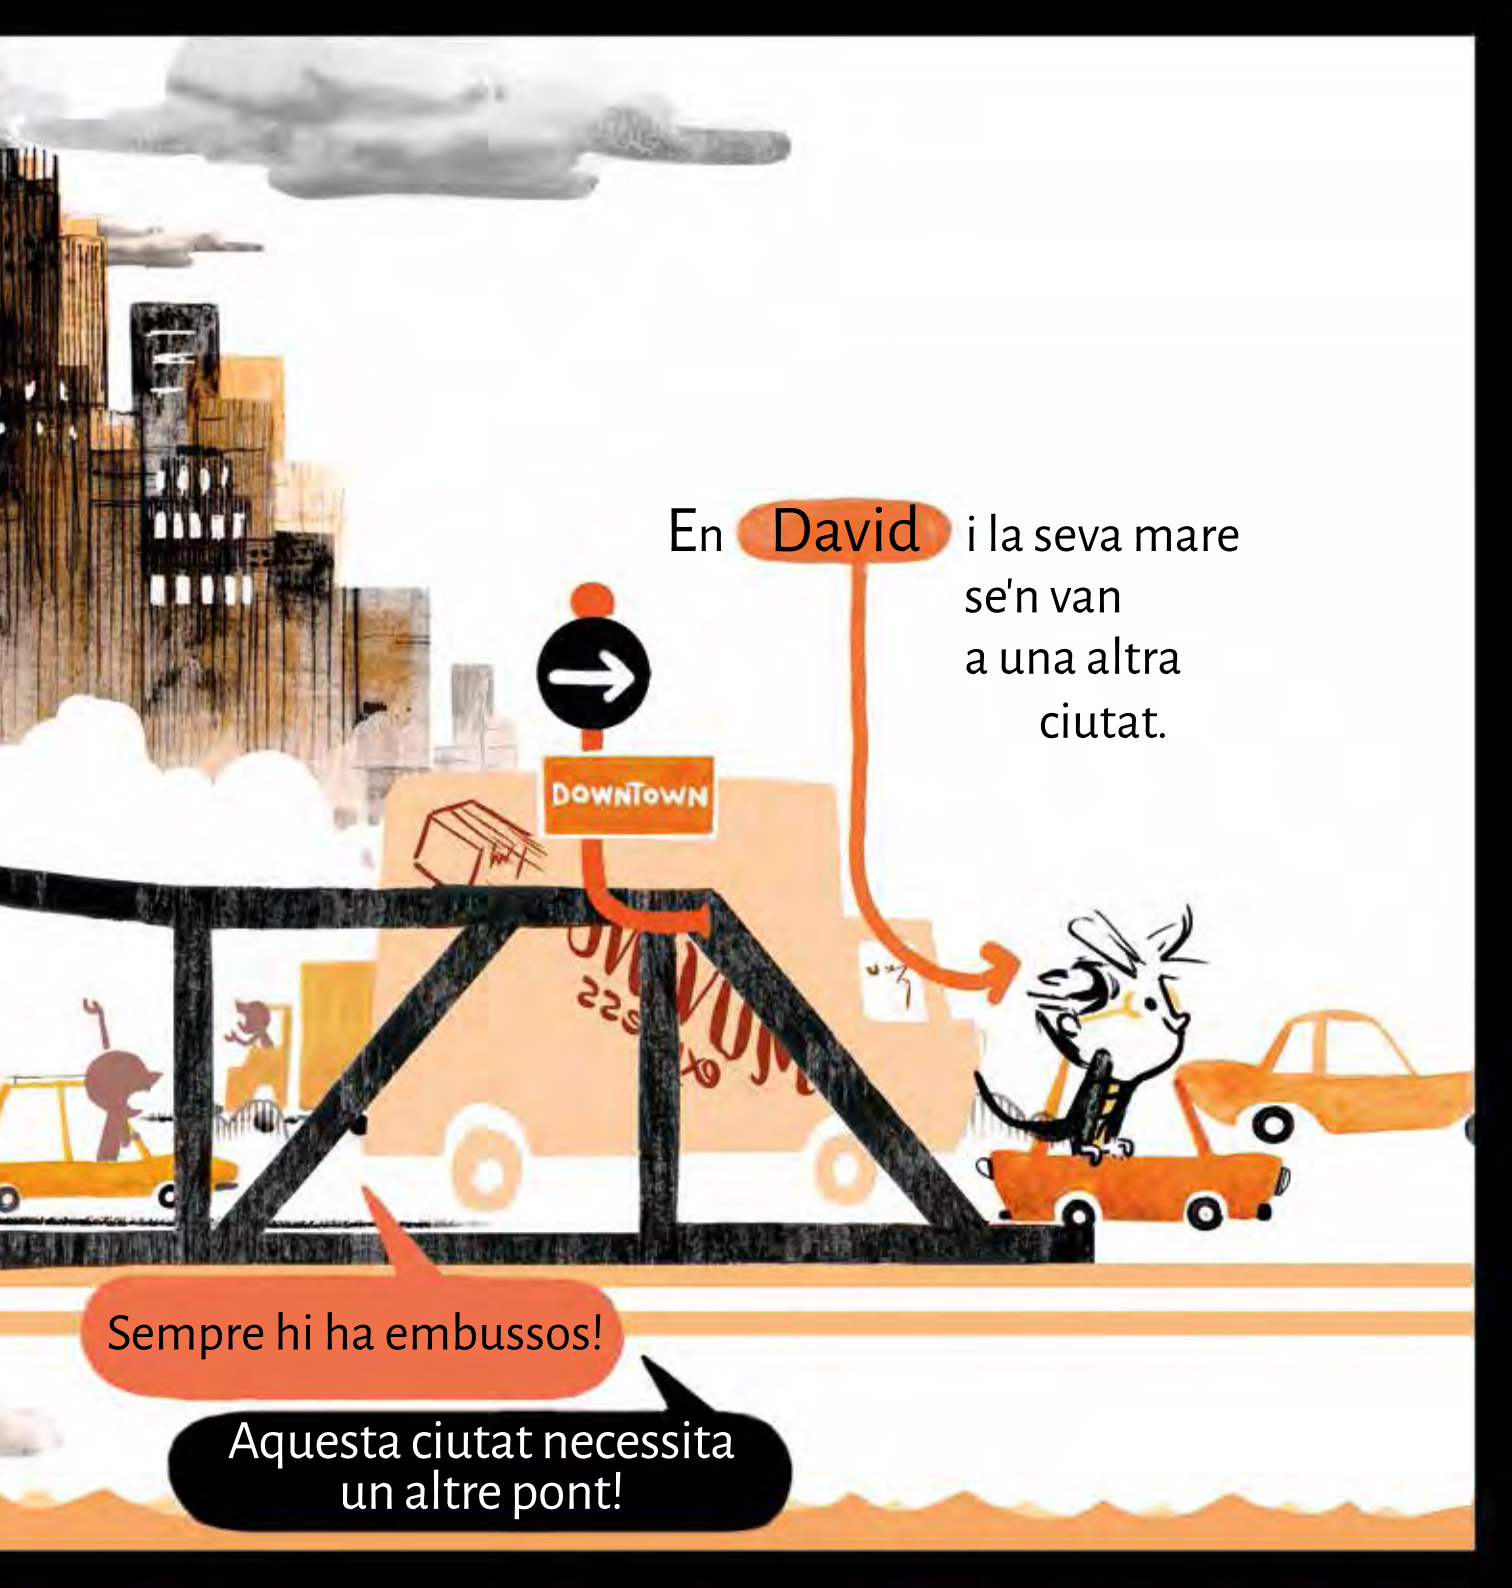 En David i la seva mare
se'n van
a una altra
ciutat.
DOWNTOWN
Sempre hi ha embussos!
Aquesta ciutat necessita
un altre pont!